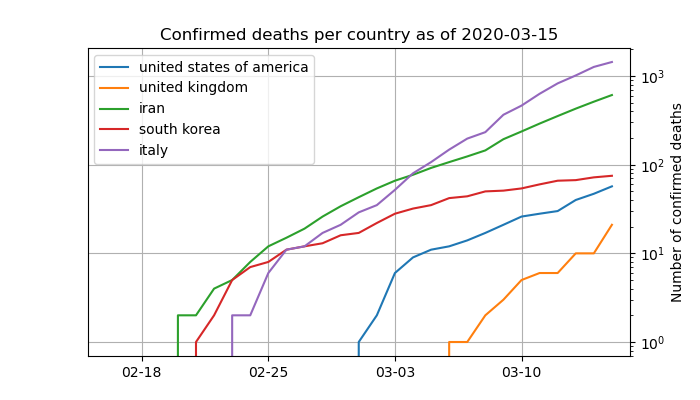 Confirmed deaths per country as of 2020-03-15
united states of america
united kingdom
iran
south korea
italy
10³
10²
10¹
10⁰
Number of confirmed deaths
02-18
02-25
03-03
03-10